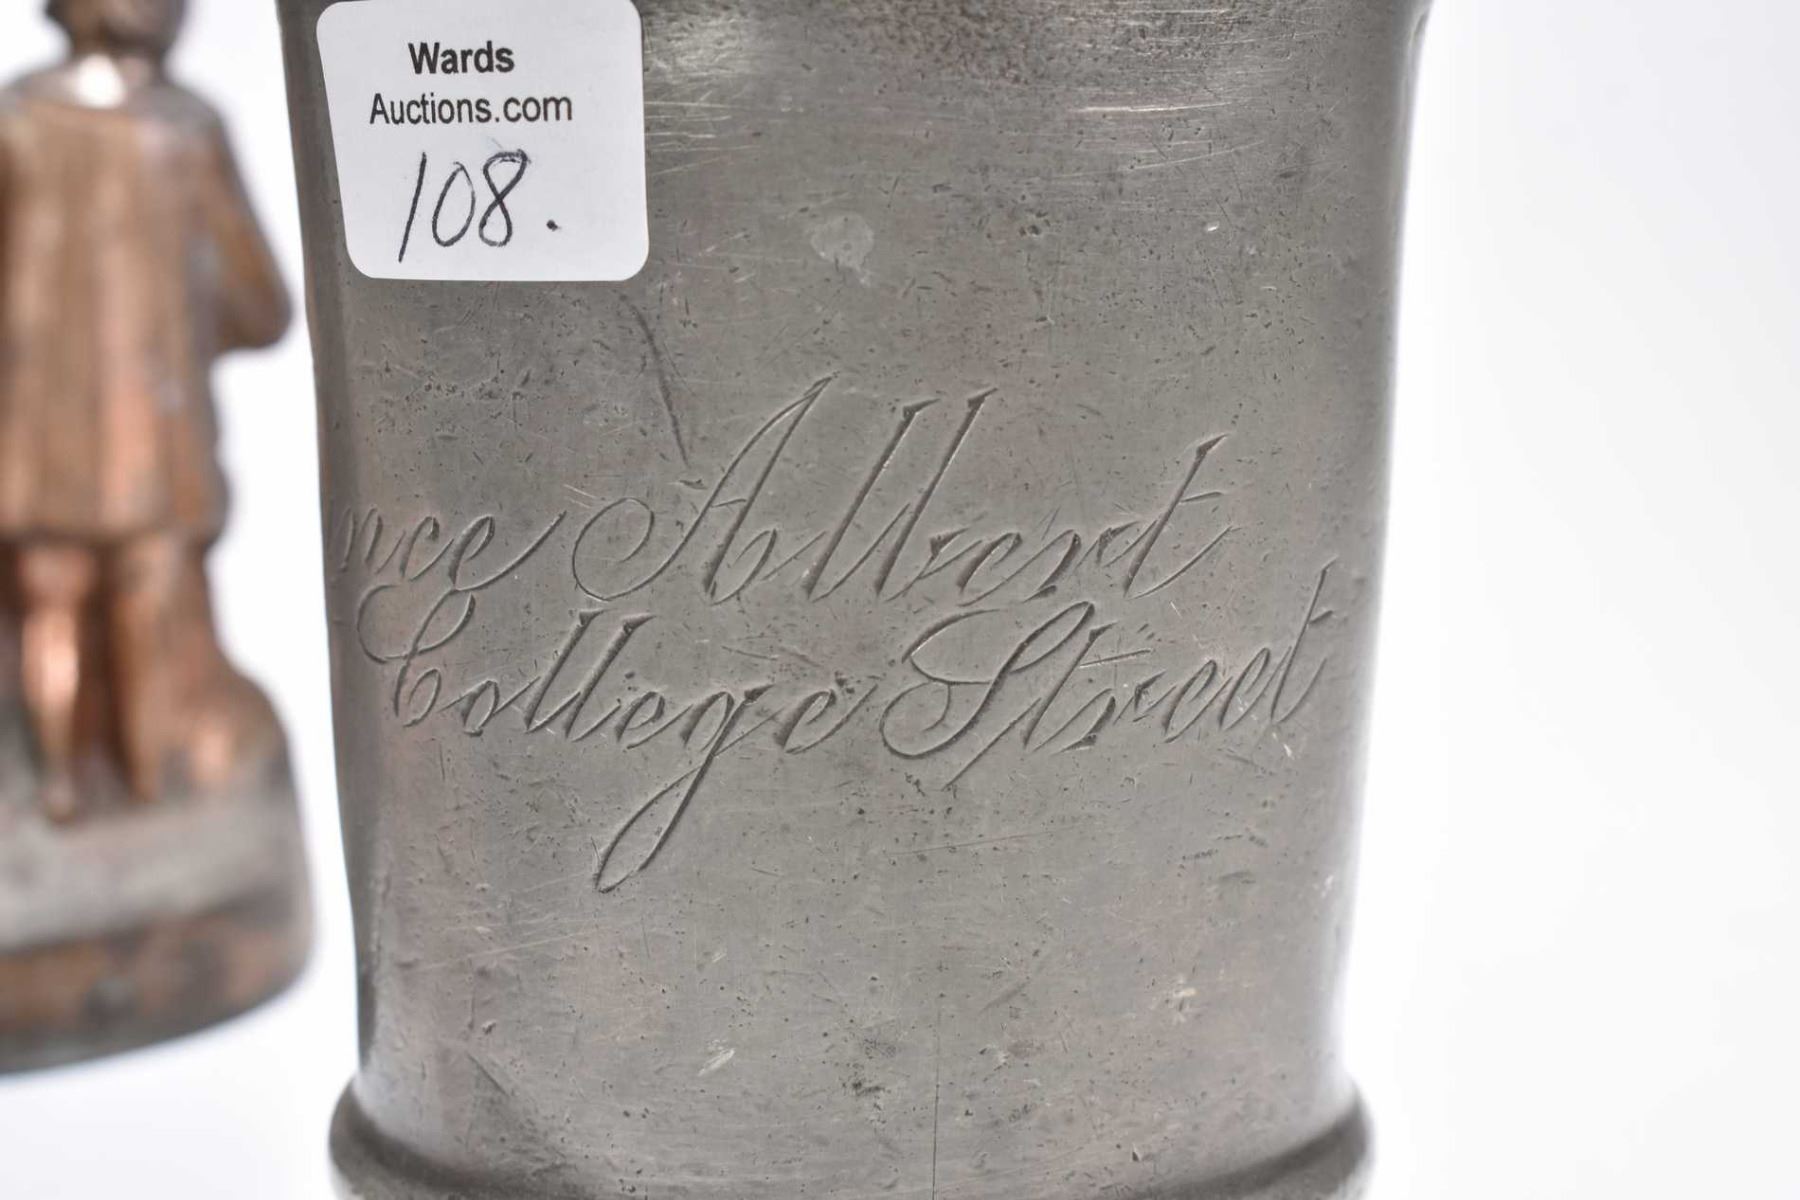 Wards
Auctions.com
108.
nce Albert
College Street